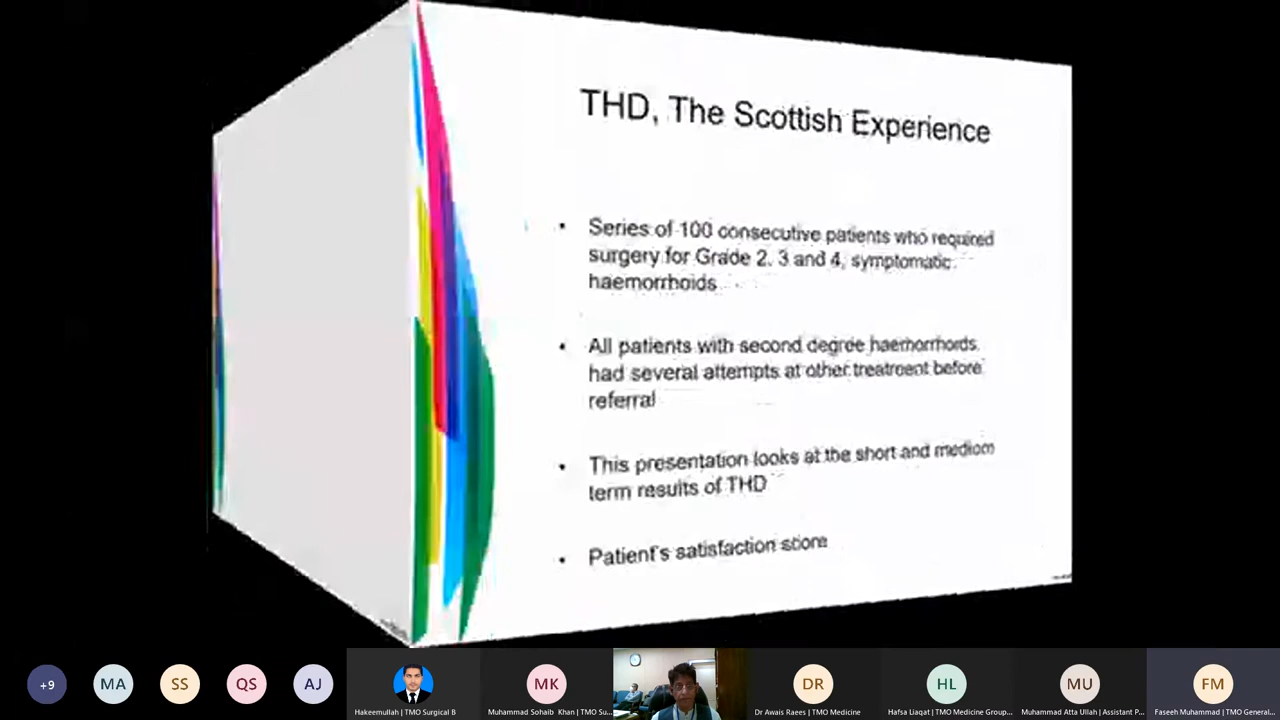 THD, The Scottish Experience
• Series of 100 consecutive patients who required
surgery for Grade 2, 3 and 4, symptomatic
haemorrhoids
• All patients with second degree haemorrhords
had several attempts at other treatment before
referral
• This presentation looks at the short and medium
term results of THD
• Patient's satisfaction score
+9
MA
SS
QS
AJ
Hakeemullah | TMO Surgical B
MK
Muhammad Sohaib Khan | TMO Su...
DR
Dr Awais Raees | TMO Medicine
HL
Hafsa Liaqat | TMO Medicine Group...
MU
Muhammad Atta Ullah | Assistant P...
FM
Faseeh Muhammad | TMO General...